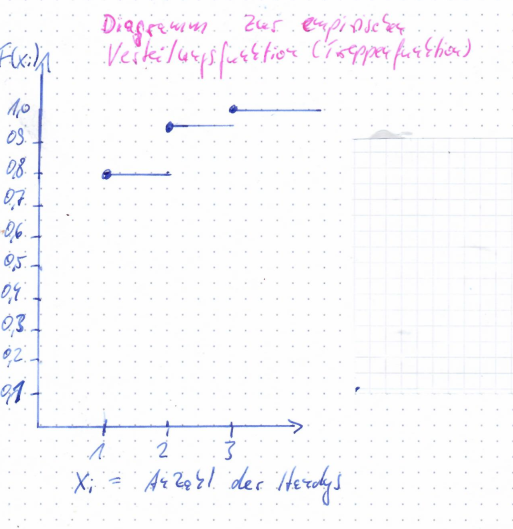 Diagramm zur empirischen
Verteilungsfunktion (Treppenfunktion)
F(xi)
1,0
0,9
0,8
0,7
0,6
0,5
0,4
0,3
0,2
0,1
1 2 3
Xi = Anzahl der Handys